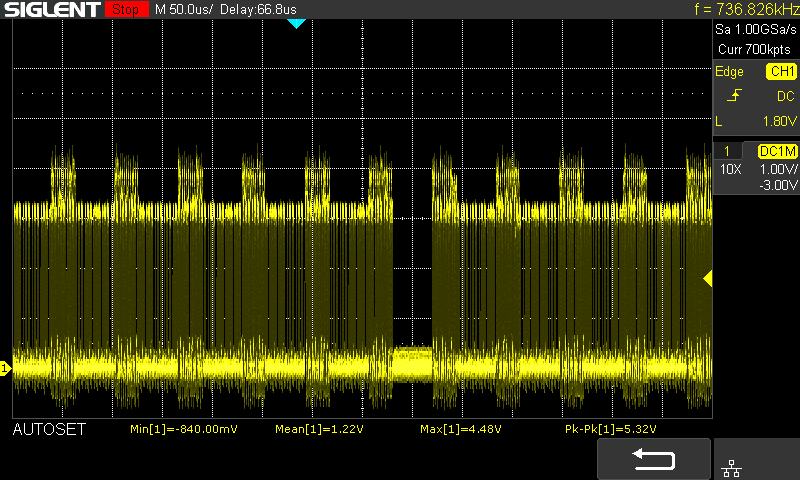 SIGLENT Stop M 50.0us/ Delay:66.8us f = 736.826kHz
Sa 1.00GSa/s
Curr 700kpts
Edge CH1
DC
L 1.80V
1 DC1M
10X 1.00V/
-3.00V
1
AUTOSET Min[1]=-840.00mV Mean[1]=1.22V Max[1]=4.48V Pk-Pk[1]=5.32V